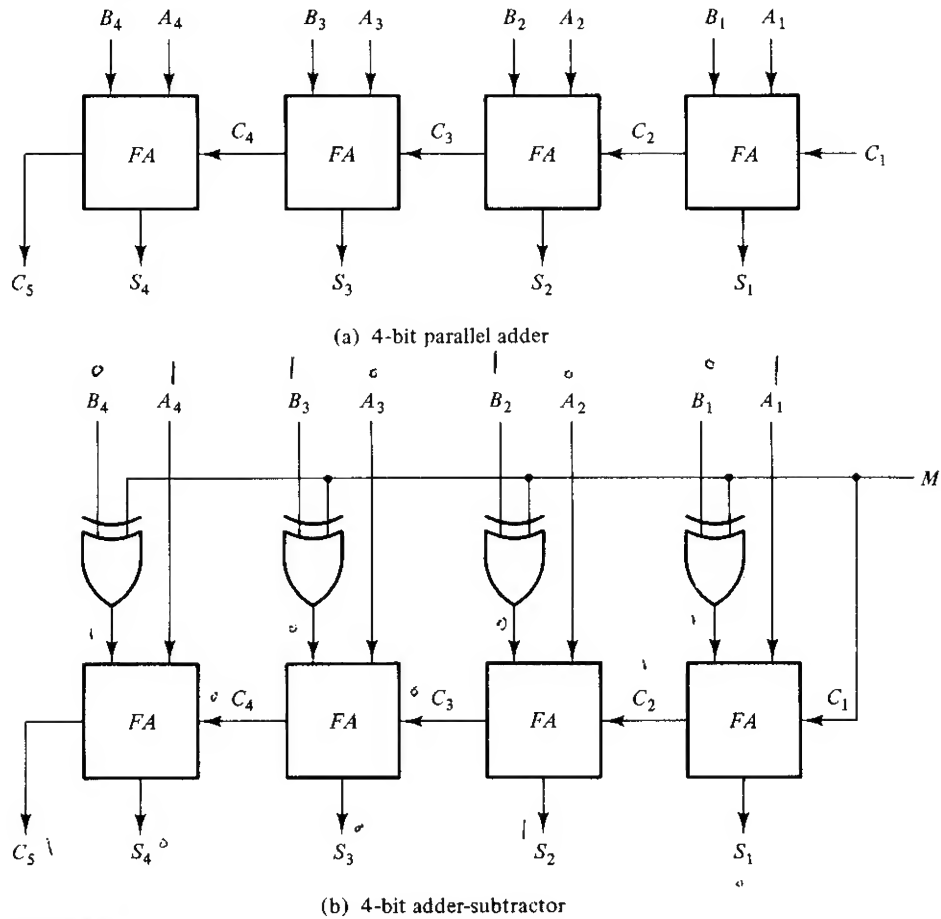 B₄ A₄ B₃ A₃ B₂ A₂ B₁ A₁
FA C₄ FA C₃ FA C₂ FA C₁
C₅ S₄ S₃ S₂ S₁
(a) 4-bit parallel adder
0 1 1 0 1 0 0 1
B₄ A₄ B₃ A₃ B₂ A₂ B₁ A₁
M
1 0 0 1
0 0 1
FA C₄ FA C₃ FA C₂ FA C₁
C₅ 1 S₄ 0 S₃ 0 1 S₂ S₁
0
(b) 4-bit adder-subtractor